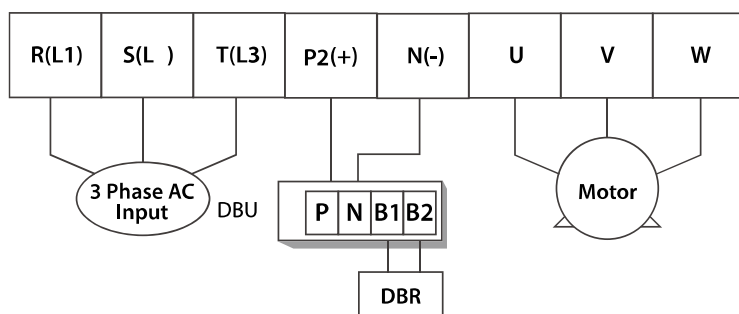 R(L1) S(L ) T(L3) P2(+) N(-) U V W
3 Phase AC
Input
DBU
P N B1 B2
Motor
DBR